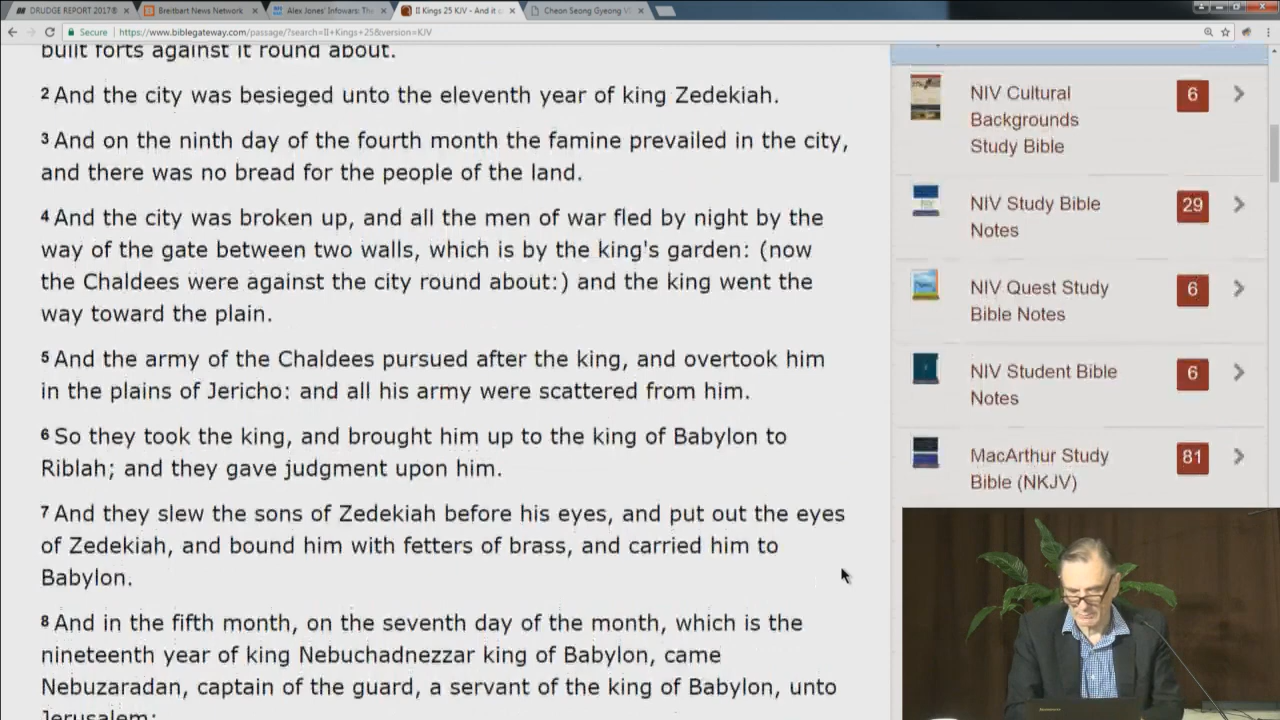 DRUDGE REPORT 2017®
Breitbart News Network
Alex Jones' Infowars: The
II Kings 25 KJV - And it c
Cheon Seong Gyeong
Secure
https://www.biblegateway.com/passage/?search=II+Kings+25&version=KJV
built forts against it round about.
2 And the city was besieged unto the eleventh year of king Zedekiah.
3 And on the ninth day of the fourth month the famine prevailed in the city,
and there was no bread for the people of the land.
4 And the city was broken up, and all the men of war fled by night by the
way of the gate between two walls, which is by the king's garden: (now
the Chaldees were against the city round about:) and the king went the
way toward the plain.
5 And the army of the Chaldees pursued after the king, and overtook him
in the plains of Jericho: and all his army were scattered from him.
6 So they took the king, and brought him up to the king of Babylon to
Riblah; and they gave judgment upon him.
7 And they slew the sons of Zedekiah before his eyes, and put out the eyes
of Zedekiah, and bound him with fetters of brass, and carried him to
Babylon.
8 And in the fifth month, on the seventh day of the month, which is the
nineteenth year of king Nebuchadnezzar king of Babylon, came
Nebuzaradan, captain of the guard, a servant of the king of Babylon, unto
Jerusalem:
NIV Cultural
Backgrounds
Study Bible
6
NIV Study Bible
Notes
29
NIV Quest Study
Bible Notes
6
NIV Student Bible
Notes
6
MacArthur Study
Bible (NKJV)
81